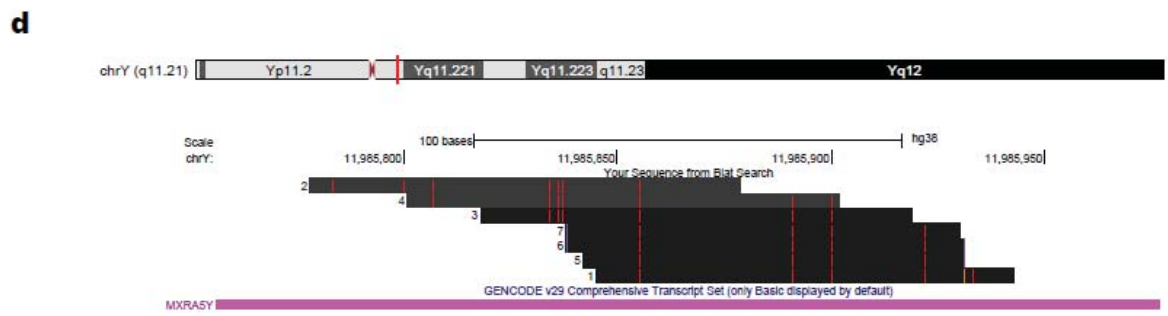 d
chrY (q11.21) Yp11.2 Yq11.221 Yq11.223 q11.23 Yq12
Scale 100 bases hg38
chrY: 11,985,800 11,985,850 11,985,900 11,985,950
Your Sequence from Blat Search
2
4
3
7
6
5
1
GENCODE v29 Comprehensive Transcript Set (only Basic displayed by default)
MXRA5Y